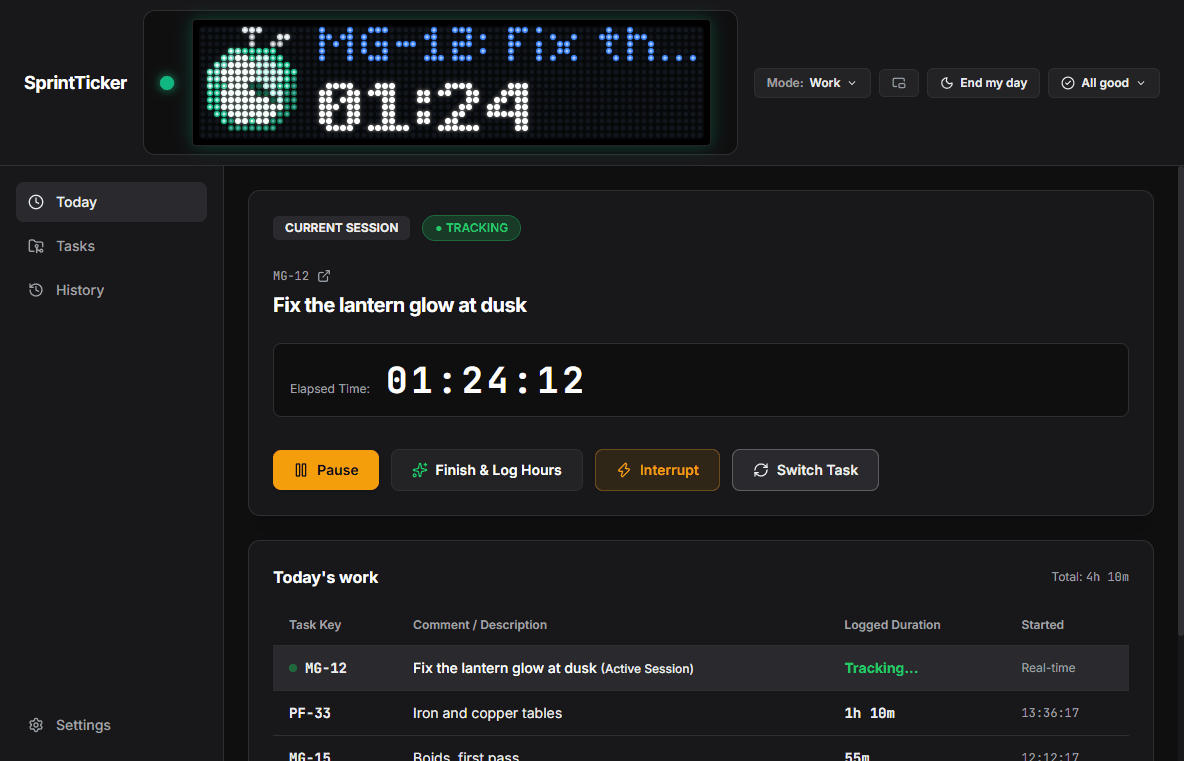 SprintTicker
MG-12: Fix th...
01:24
Mode: Work
End my day
All good
Today
Tasks
History
Settings
CURRENT SESSION
• TRACKING
MG-12
Fix the lantern glow at dusk
Elapsed Time: 01:24:12
Pause
Finish & Log Hours
Interrupt
Switch Task
Today's work
Total: 4h 10m
Task Key Comment / Description Logged Duration Started
MG-12 Fix the lantern glow at dusk (Active Session) Tracking... Real-time
PF-33 Iron and copper tables 1h 10m 13:36:17
MG-15 Boids, first pass 55m 12:12:17